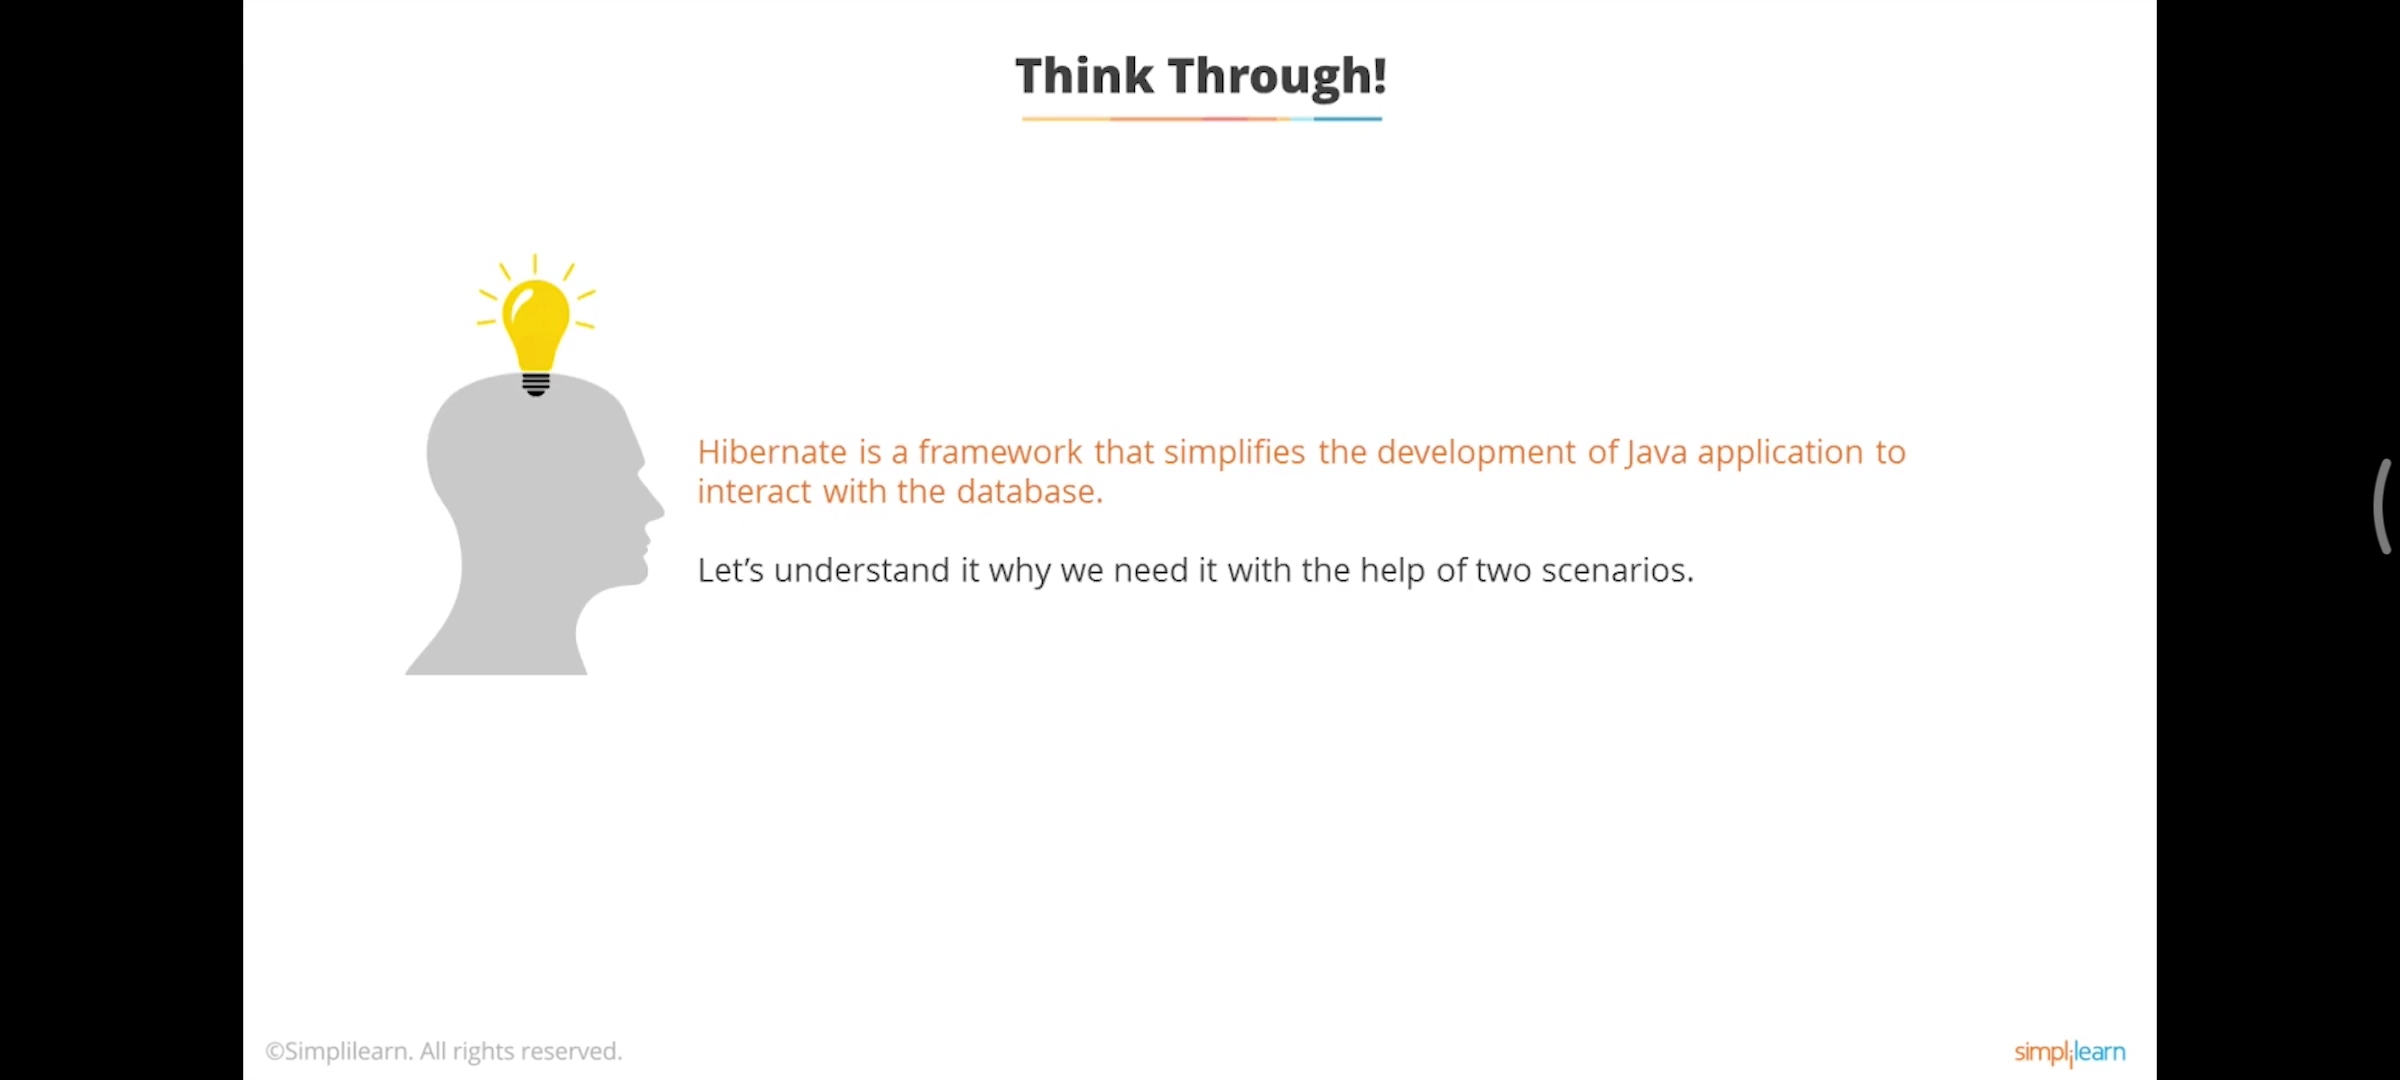 Think Through!
Hibernate is a framework that simplifies the development of Java application to
interact with the database.
Let’s understand it why we need it with the help of two scenarios.
©Simplilearn. All rights reserved.
simplilearn